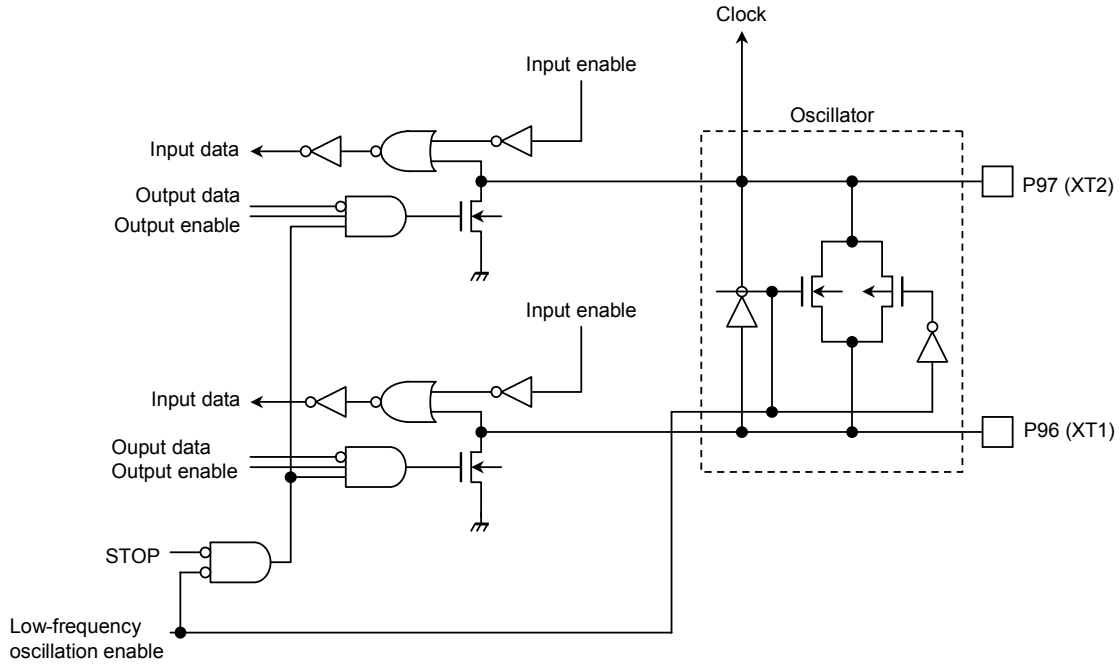 Clock
Input enable
Oscillator
Input data
P97 (XT2)
Output data
Output enable
Input enable
Input data
P96 (XT1)
Ouput data
Output enable
STOP
Low-frequency
oscillation enable